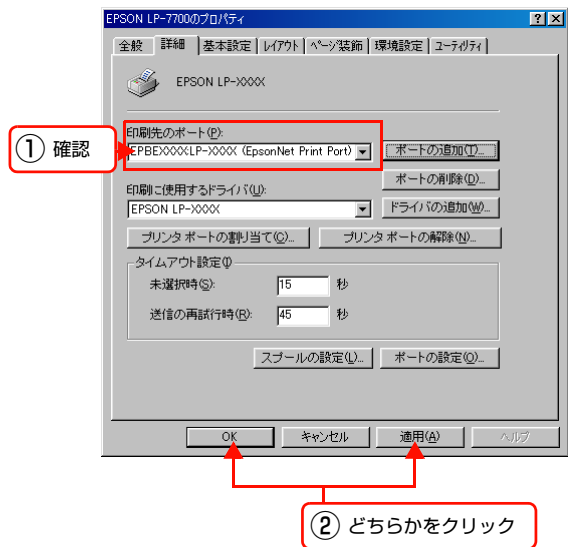 EPSON LP-7700のプロパティ
全般 詳細 基本設定 レイアウト ページ装飾 環境設定 ユーティリティ
EPSON LP-XXXX
印刷先のポート(P):
① 確認
EPBEXXXX:LP-XXXX (EpsonNet Print Port) ポートの追加(T)...
ポートの削除(D)...
印刷に使用するドライバ(U):
EPSON LP-XXXX ドライバの追加(W)...
プリンタ ポートの割り当て(C)... プリンタ ポートの解除(N)...
タイムアウト設定(I)
未選択時(S): 15 秒
送信の再試行時(R): 45 秒
スプールの設定(L)... ポートの設定(O)...
OK キャンセル 適用(A) ヘルプ
② どちらかをクリック